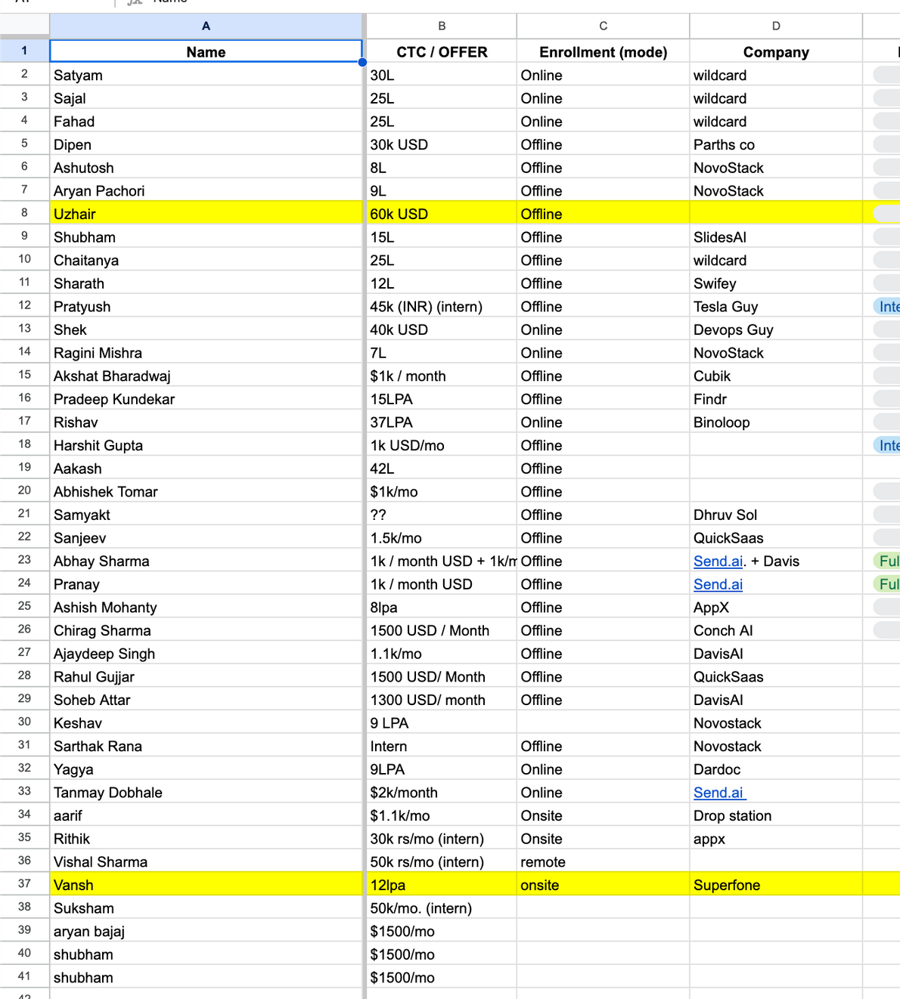 Name
A B C D
1 Name CTC / OFFER Enrollment (mode) Company
2 Satyam 30L Online wildcard
3 Sajal 25L Online wildcard
4 Fahad 25L Online wildcard
5 Dipen 30k USD Offline Parths co
6 Ashutosh 8L Offline NovoStack
7 Aryan Pachori 9L Offline NovoStack
8 Uzhair 60k USD Offline
9 Shubham 15L Offline SlidesAI
10 Chaitanya 25L Offline wildcard
11 Sharath 12L Offline Swifey
12 Pratyush 45k (INR) (intern) Offline Tesla Guy Inte
13 Shek 40k USD Online Devops Guy
14 Ragini Mishra 7L Online NovoStack
15 Akshat Bharadwaj $1k / month Offline Cubik
16 Pradeep Kundekar 15LPA Offline Findr
17 Rishav 37LPA Online Binoloop
18 Harshit Gupta 1k USD/mo Offline Inte
19 Aakash 42L Offline
20 Abhishek Tomar $1k/mo Offline
21 Samyakt ?? Offline Dhruv Sol
22 Sanjeev 1.5k/mo Offline QuickSaas
23 Abhay Sharma 1k / month USD + 1k/m Offline Send.ai. + Davis Ful
24 Pranay 1k / month USD Offline Send.ai Ful
25 Ashish Mohanty 8lpa Offline AppX
26 Chirag Sharma 1500 USD / Month Offline Conch AI
27 Ajaydeep Singh 1.1k/mo Offline DavisAI
28 Rahul Gujjar 1500 USD/ Month Offline QuickSaas
29 Soheb Attar 1300 USD/ month Offline DavisAI
30 Keshav 9 LPA Novostack
31 Sarthak Rana Intern Offline Novostack
32 Yagya 9LPA Online Dardoc
33 Tanmay Dobhale $2k/month Online Send.ai
34 aarif $1.1k/mo Onsite Drop station
35 Rithik 30k rs/mo (intern) Onsite appx
36 Vishal Sharma 50k rs/mo (intern) remote
37 Vansh 12lpa onsite Superfone
38 Suksham 50k/mo. (intern)
39 aryan bajaj $1500/mo
40 shubham $1500/mo
41 shubham $1500/mo